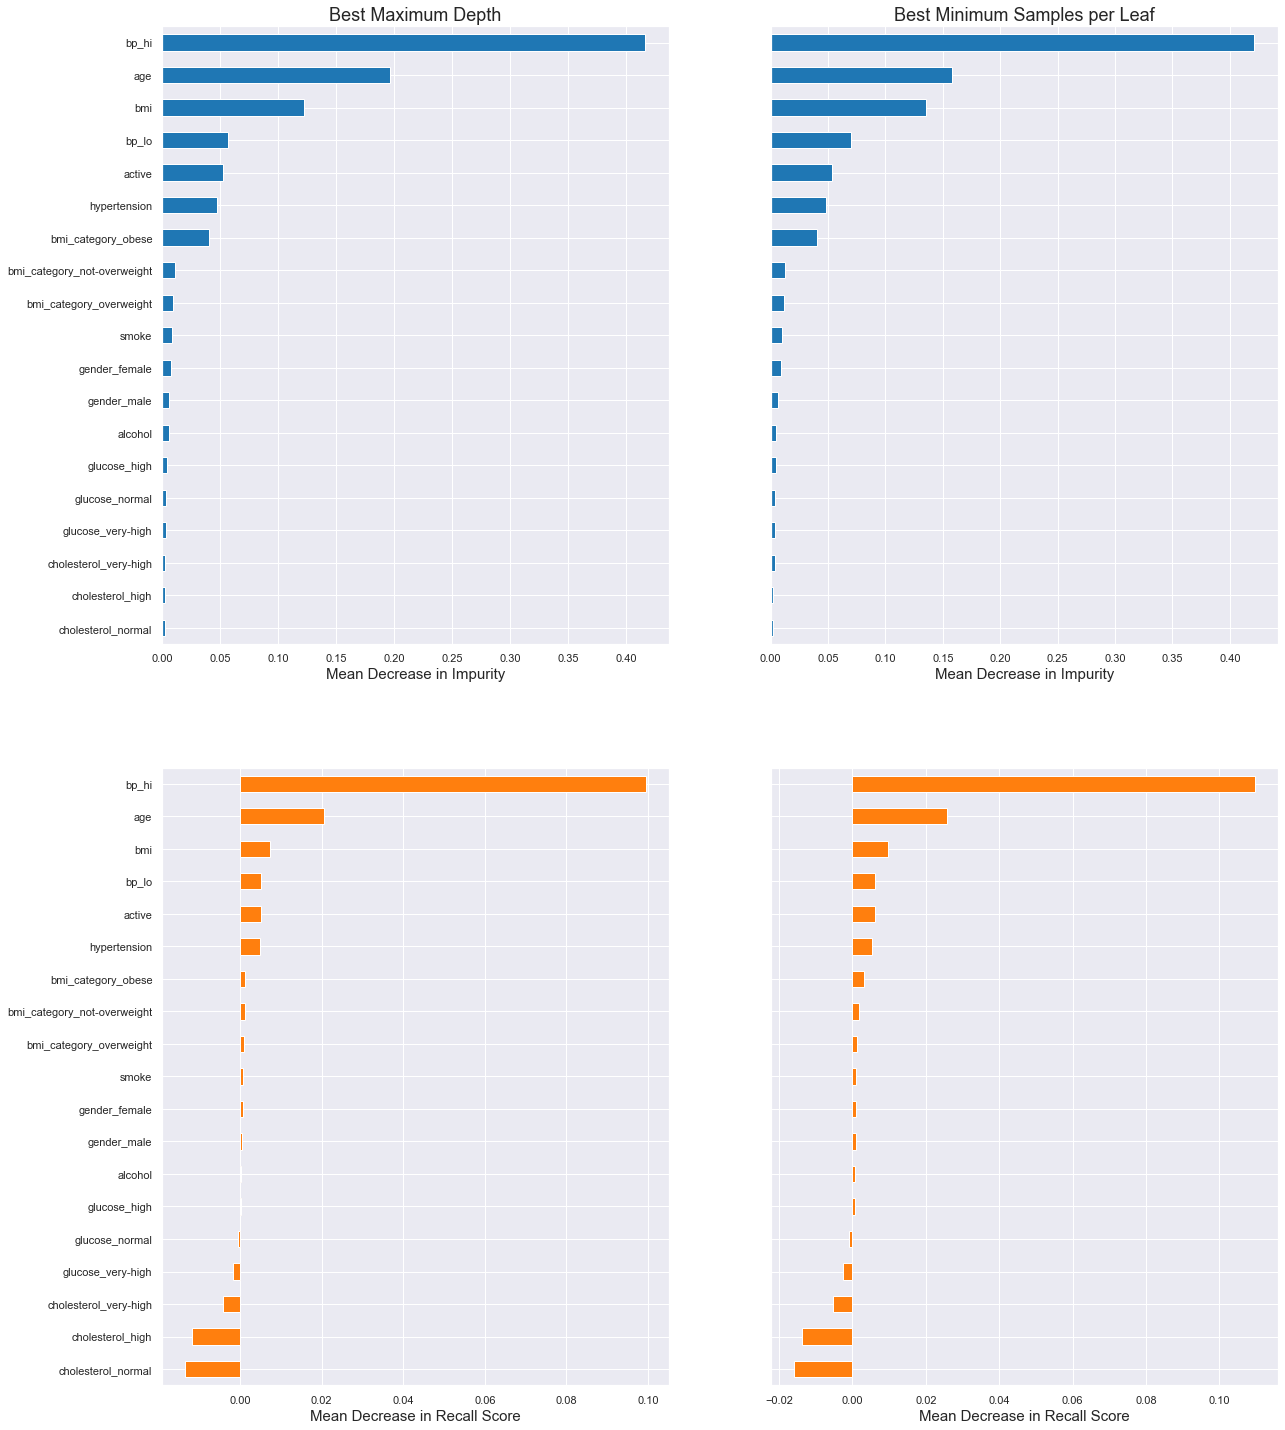 Best Maximum Depth
Best Minimum Samples per Leaf
bp_hi
age
bmi
bp_lo
active
hypertension
bmi_category_obese
bmi_category_not-overweight
bmi_category_overweight
smoke
gender_female
gender_male
alcohol
glucose_high
glucose_normal
glucose_very-high
cholesterol_very-high
cholesterol_high
cholesterol_normal
0.00 0.05 0.10 0.15 0.20 0.25 0.30 0.35 0.40
Mean Decrease in Impurity
0.00 0.05 0.10 0.15 0.20 0.25 0.30 0.35 0.40
Mean Decrease in Impurity
bp_hi
age
bmi
bp_lo
active
hypertension
bmi_category_obese
bmi_category_not-overweight
bmi_category_overweight
smoke
gender_female
gender_male
alcohol
glucose_high
glucose_normal
glucose_very-high
cholesterol_very-high
cholesterol_high
cholesterol_normal
0.00 0.02 0.04 0.06 0.08 0.10
Mean Decrease in Recall Score
−0.02 0.00 0.02 0.04 0.06 0.08 0.10
Mean Decrease in Recall Score